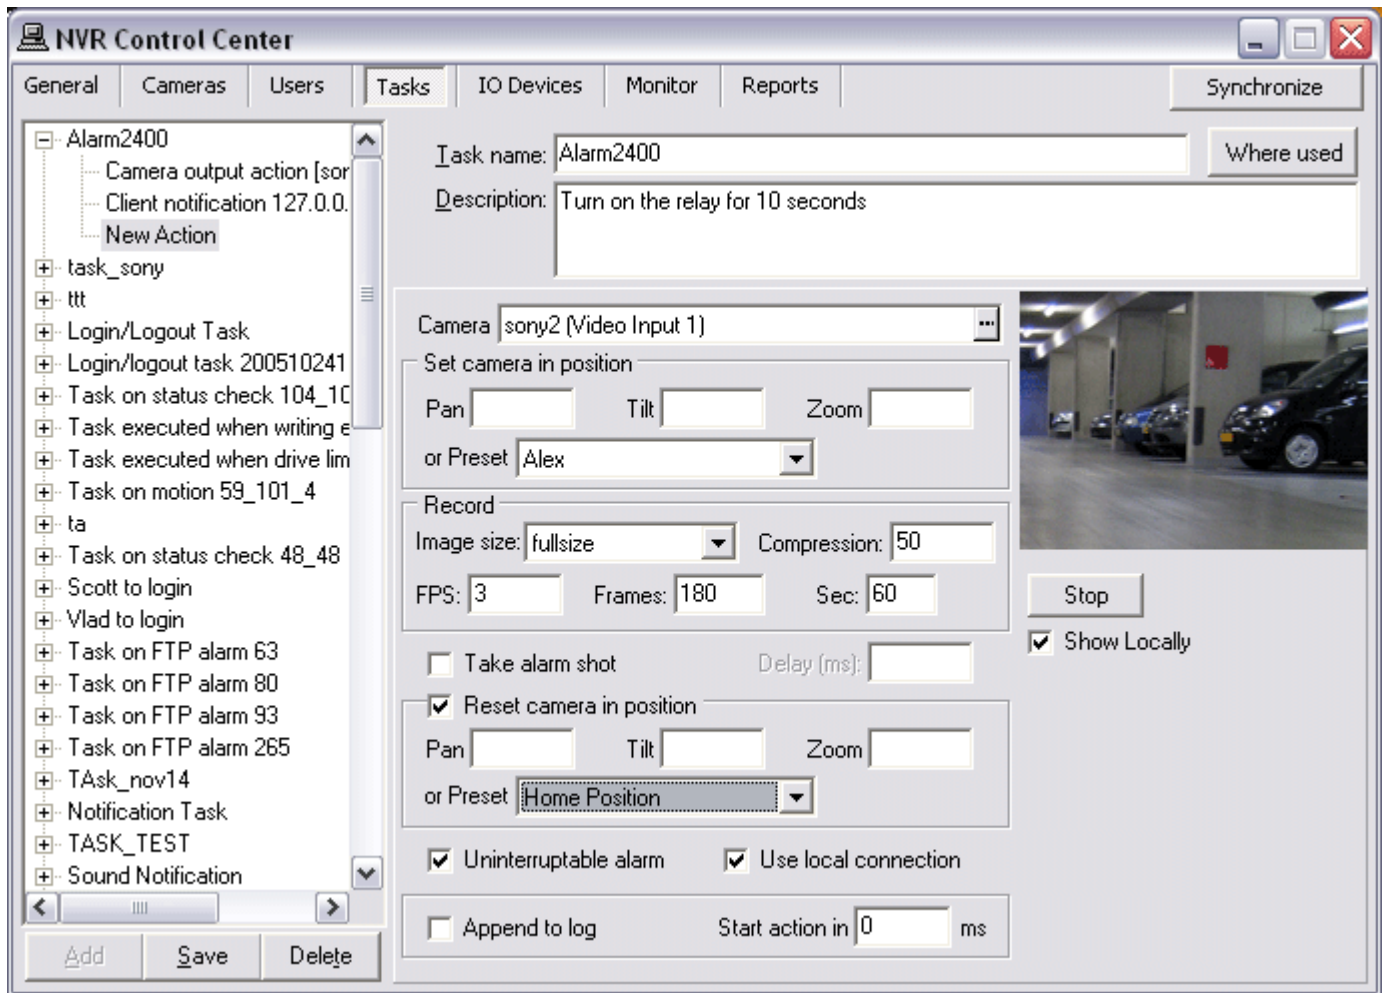 NVR Control Center
General Cameras Users Tasks IO Devices Monitor Reports Synchronize
Alarm2400
Camera output action [sor
Client notification 127.0.0.
New Action
task_sony
ttt
Login/Logout Task
Login/logout task 200510241
Task on status check 104_10
Task executed when writing e
Task executed when drive lim
Task on motion 59_101_4
ta
Task on status check 48_48
Scott to login
Vlad to login
Task on FTP alarm 63
Task on FTP alarm 80
Task on FTP alarm 93
Task on FTP alarm 265
TAsk_nov14
Notification Task
TASK_TEST
Sound Notification
Add Save Delete
Task name: Alarm2400 Where used
Description: Turn on the relay for 10 seconds
Camera sony2 (Video Input 1) ...
Set camera in position
Pan Tilt Zoom
or Preset Alex
Record
Image size: fullsize Compression: 50
FPS: 3 Frames: 180 Sec: 60
Take alarm shot Delay (ms):
Reset camera in position
Pan Tilt Zoom
or Preset Home Position
Uninterruptable alarm Use local connection
Append to log Start action in 0 ms
Stop
Show Locally